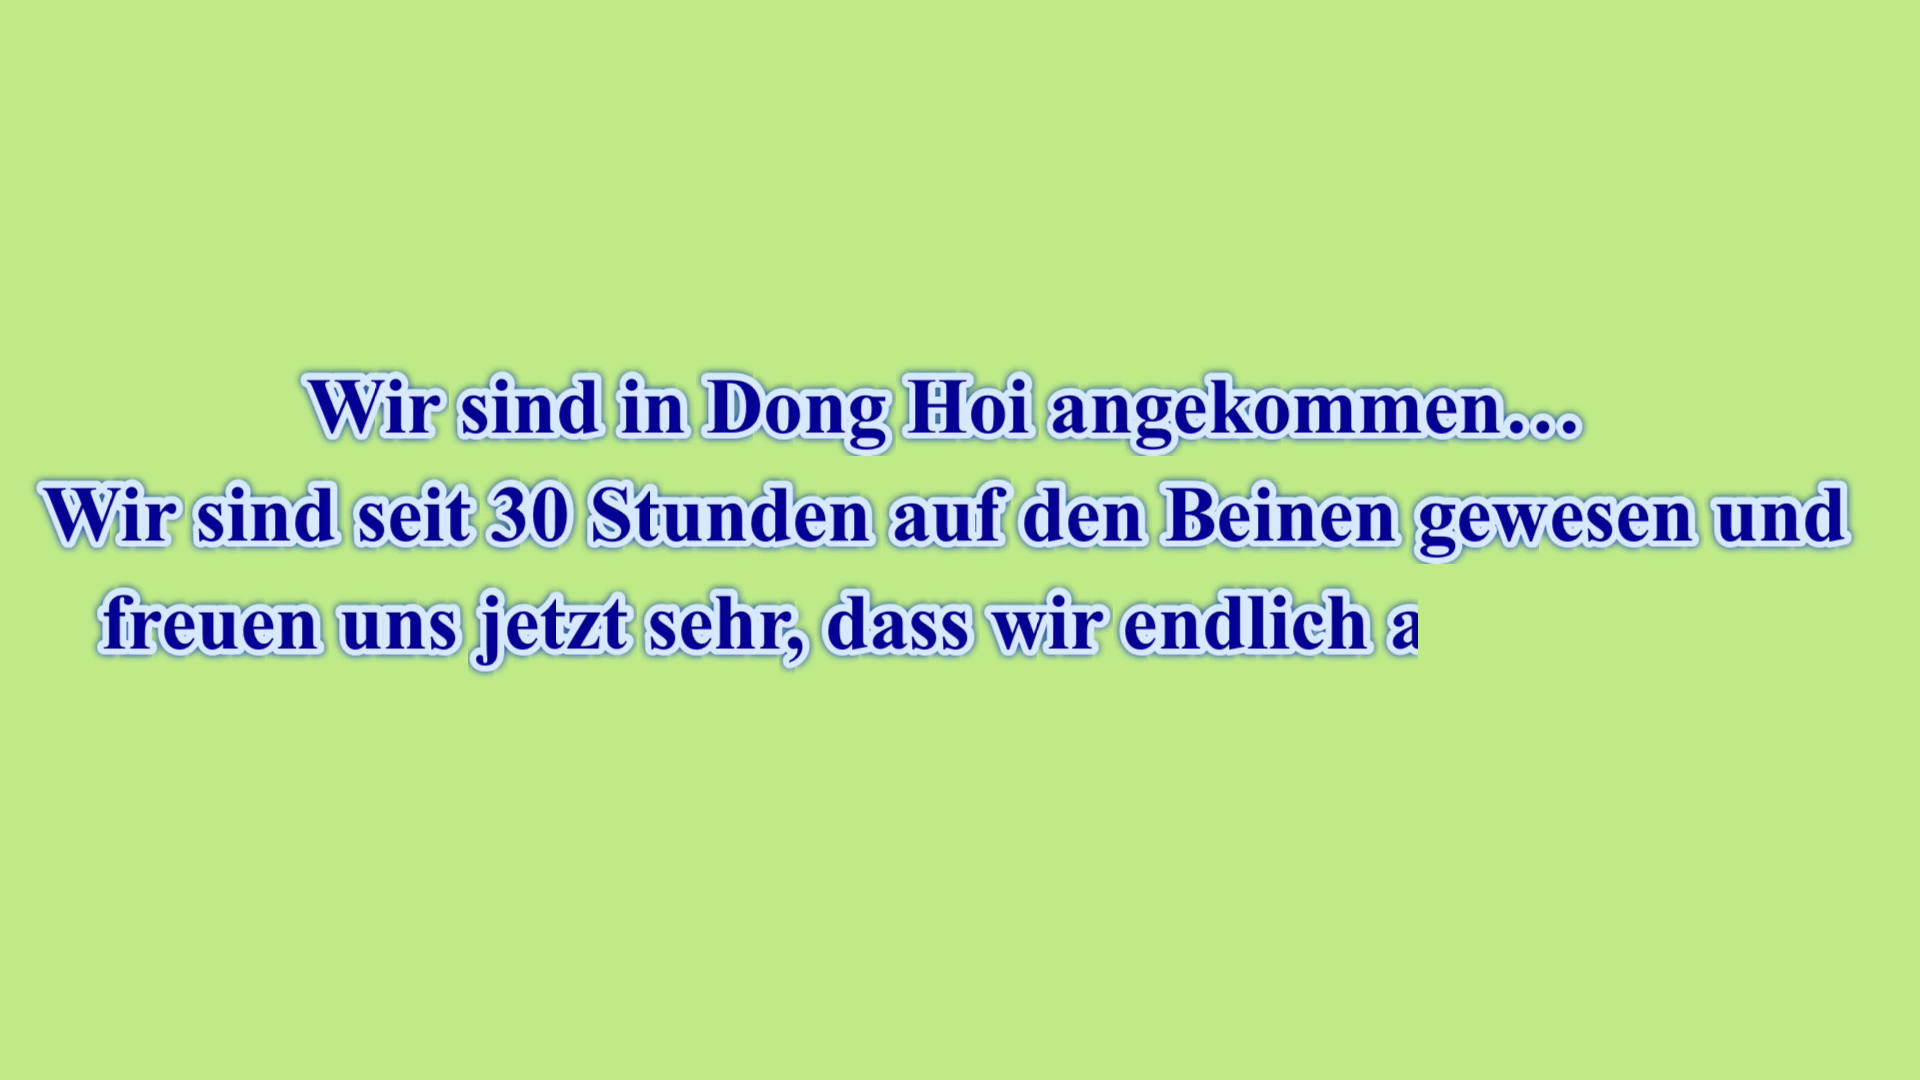 Wir sind in Dong Hoi angekommen…
Wir sind seit 30 Stunden auf den Beinen gewesen und
freuen uns jetzt sehr, dass wir endlich